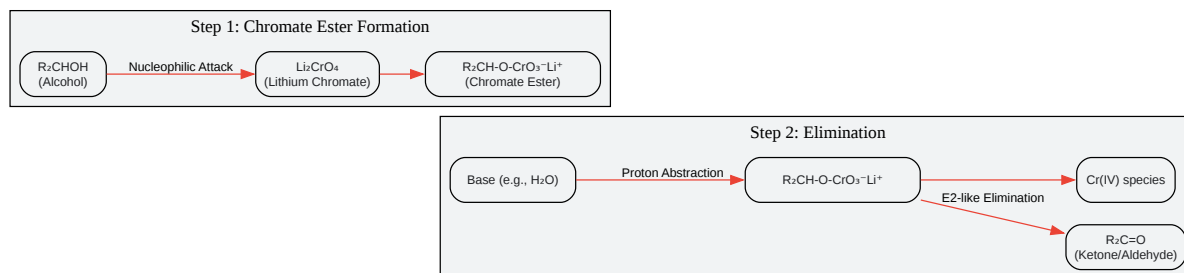 Step 1: Chromate Ester Formation
R₂CHOH
(Alcohol)
Nucleophilic Attack
Li₂CrO₄
(Lithium Chromate)
R₂CH-O-CrO₃⁻Li⁺
(Chromate Ester)
Step 2: Elimination
Base (e.g., H₂O)
Proton Abstraction
R₂CH-O-CrO₃⁻Li⁺
Cr(IV) species
E2-like Elimination
R₂C=O
(Ketone/Aldehyde)